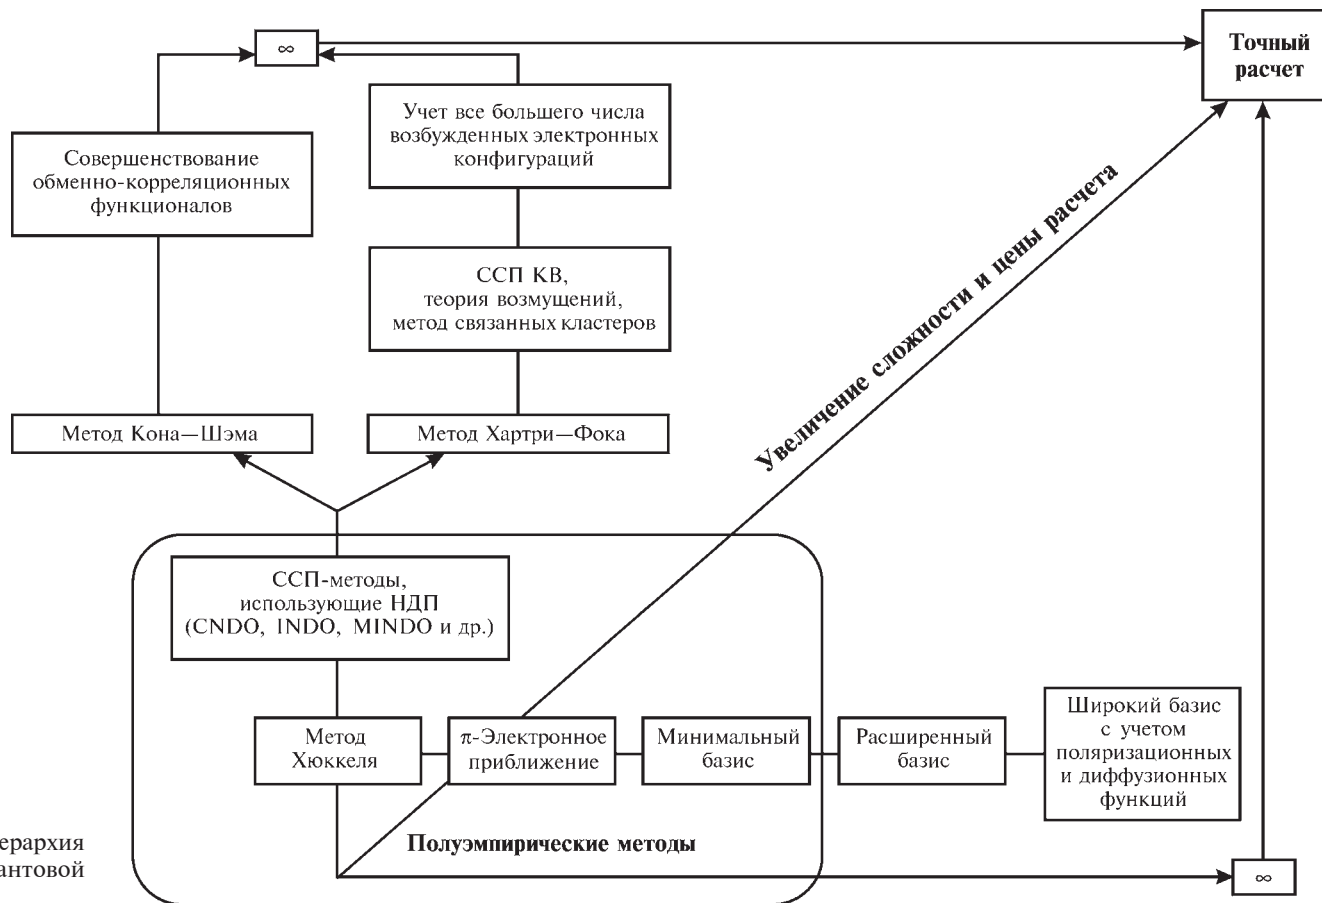 ∞
Точный
расчет
Учет все большего числа
возбужденных электронных
конфигураций
Совершенствование
обменно-корреляционных
функционалов
ССП КВ,
теория возмущений,
метод связанных кластеров
Увеличение сложности и цены расчета
Метод Кона—Шэма
Метод Хартри—Фока
ССП-методы,
использующие НДП
(CNDO, INDO, MINDO и др.)
Метод
Хюккеля
π-Электронное
приближение
Минимальный
базис
Расширенный
базис
Широкий базис
с учетом
поляризационных
и диффузионных
функций
Полуэмпирические методы
ерархия
антовой
∞